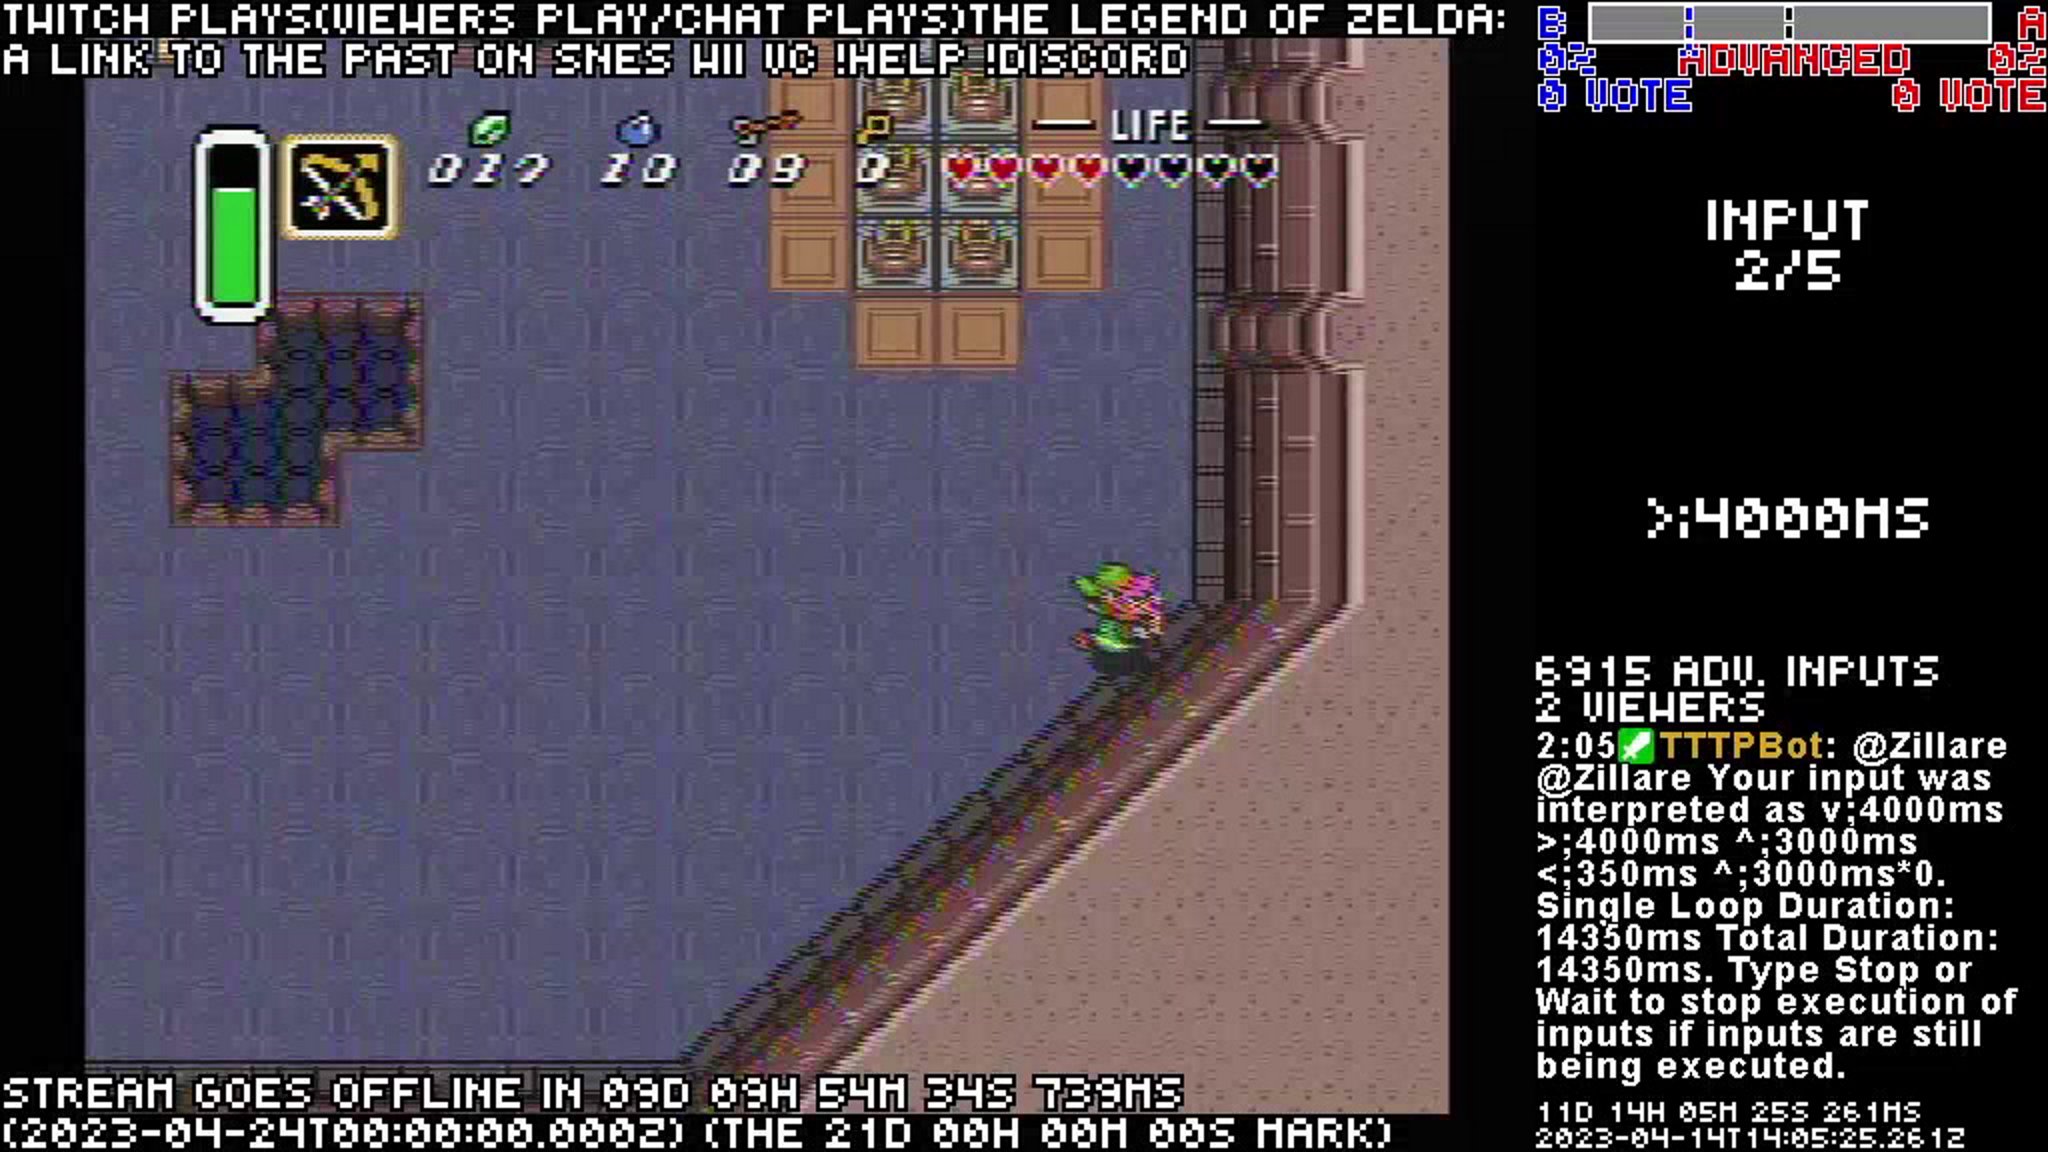 TWITCH PLAYS(VIEWERS PLAY/CHAT PLAYS)THE LEGEND OF ZELDA:
A LINK TO THE PAST ON SNES WII VC !HELP !DISCORD
B A
0% ADVANCED 0%
0 VOTE 0 VOTE
LIFE
017 10 09 0
INPUT
2/5
>;4000MS
6915 ADV. INPUTS
2 VIEWERS
2:05 TTTPBot: @Zillare
@Zillare Your input was
interpreted as v;4000ms
>;4000ms ^;3000ms
<;350ms ^;3000ms*0.
Single Loop Duration:
14350ms Total Duration:
14350ms. Type Stop or
Wait to stop execution of
inputs if inputs are still
being executed.
STREAM GOES OFFLINE IN 09D 09H 54M 34S 739MS
(2023-04-24T00:00:00.000Z) (THE 21D 00H 00M 00S MARK)
11D 14H 05M 25S 261MS
2023-04-14T14:05:25.261Z